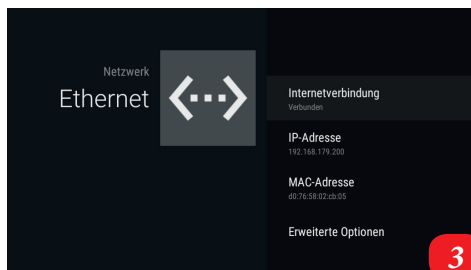 Netzwerk
Ethernet
Internetverbindung
Verbunden
IP-Adresse
192.168.179.200
MAC-Adresse
d0:76:58:02:cb:05
Erweiterte Optionen
3